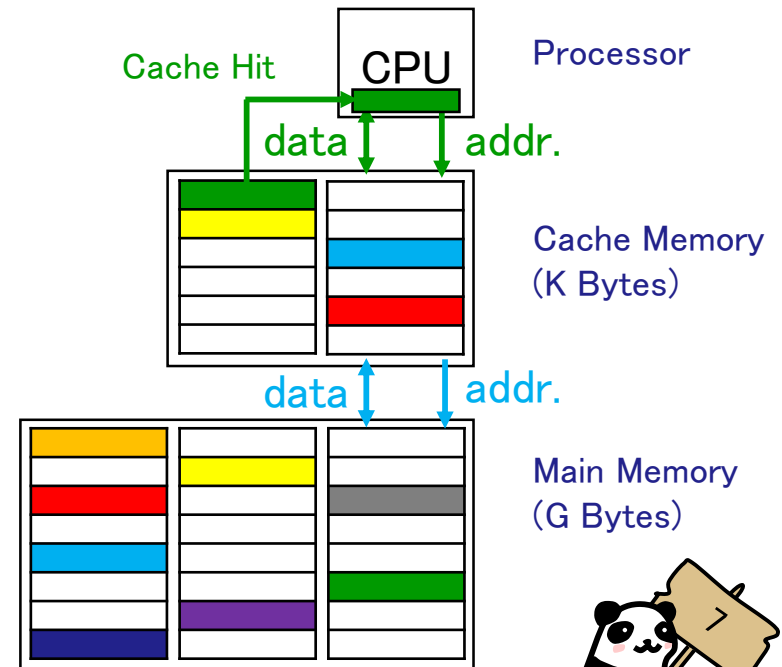 Cache Hit
CPU
Processor
data
addr.
Cache Memory
(K Bytes)
data
addr.
Main Memory
(G Bytes)
7